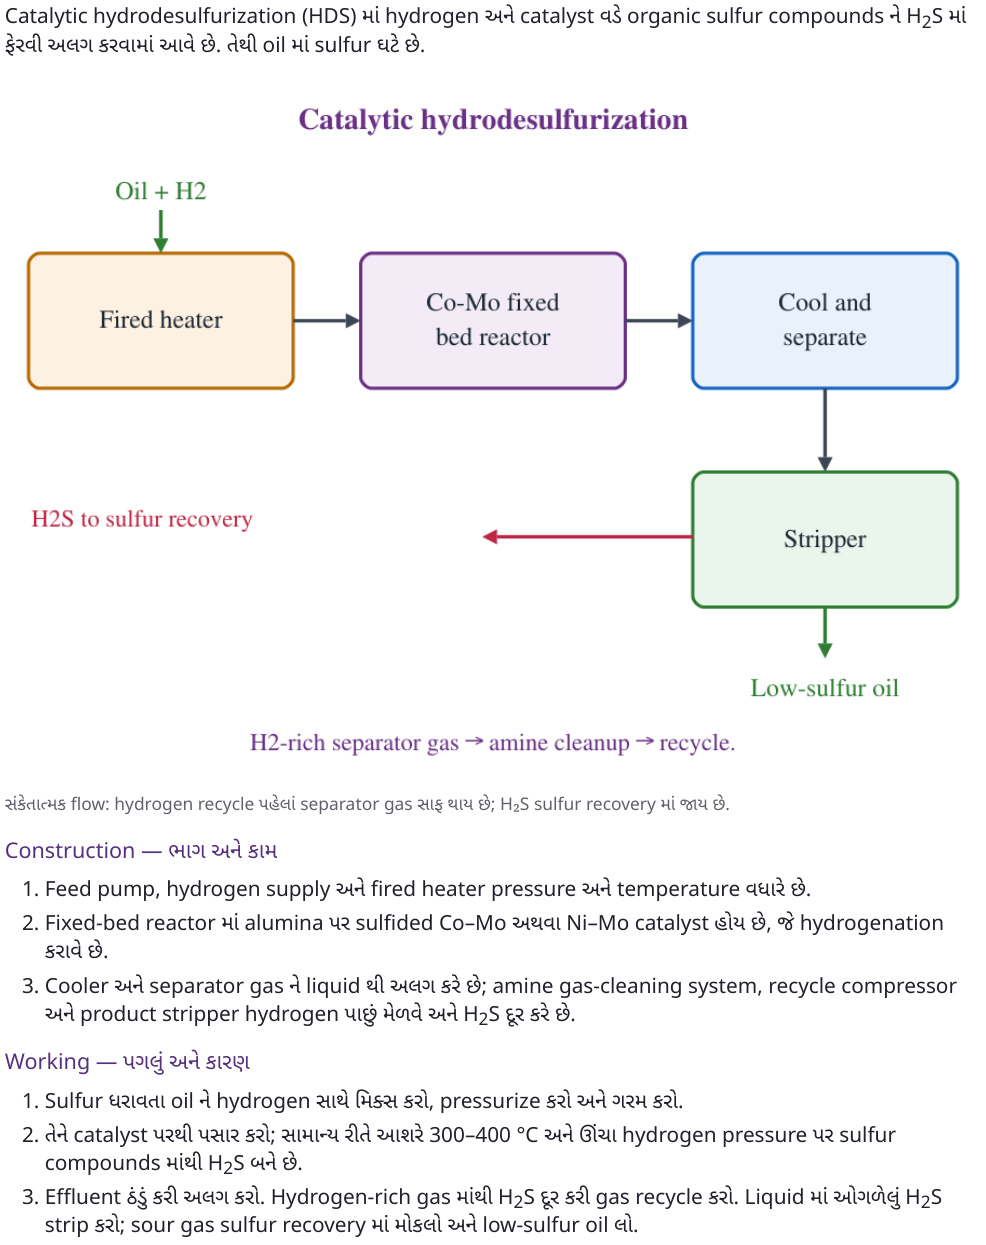 Catalytic hydrodesulfurization (HDS) માં hydrogen અને catalyst વડે organic sulfur compounds ને H₂S માં
ફેરવી અલગ કરવામાં આવે છે. તેથી oil માં sulfur ઘટે છે.
Catalytic hydrodesulfurization
Oil + H2
Fired heater
Co-Mo fixed
bed reactor
Cool and
separate
H2S to sulfur recovery
Stripper
Low-sulfur oil
H2-rich separator gas → amine cleanup → recycle.
સંકેતાત્મક flow: hydrogen recycle પહેલાં separator gas સાફ થાય છે; H₂S sulfur recovery માં જાય છે.
Construction — ભાગ અને કામ
1. Feed pump, hydrogen supply અને fired heater pressure અને temperature વધારે છે.
2. Fixed-bed reactor માં alumina પર sulfided Co–Mo અથવા Ni–Mo catalyst હોય છે, જે hydrogenation
કરાવે છે.
3. Cooler અને separator gas ને liquid થી અલગ કરે છે; amine gas-cleaning system, recycle compressor
અને product stripper hydrogen પાછું મેળવે અને H₂S દૂર કરે છે.
Working — પગલું અને કારણ
1. Sulfur ધરાવતા oil ને hydrogen સાથે મિક્સ કરો, pressurize કરો અને ગરમ કરો.
2. તેને catalyst પરથી પસાર કરો; સામાન્ય રીતે આશરે 300–400 °C અને ઊંચા hydrogen pressure પર sulfur
compounds માંથી H₂S બને છે.
3. Effluent ઠંડું કરી અલગ કરો. Hydrogen-rich gas માંથી H₂S દૂર કરી gas recycle કરો. Liquid માં ઓગળેલું H₂S
strip કરો; sour gas sulfur recovery માં મોકલો અને low-sulfur oil લો.